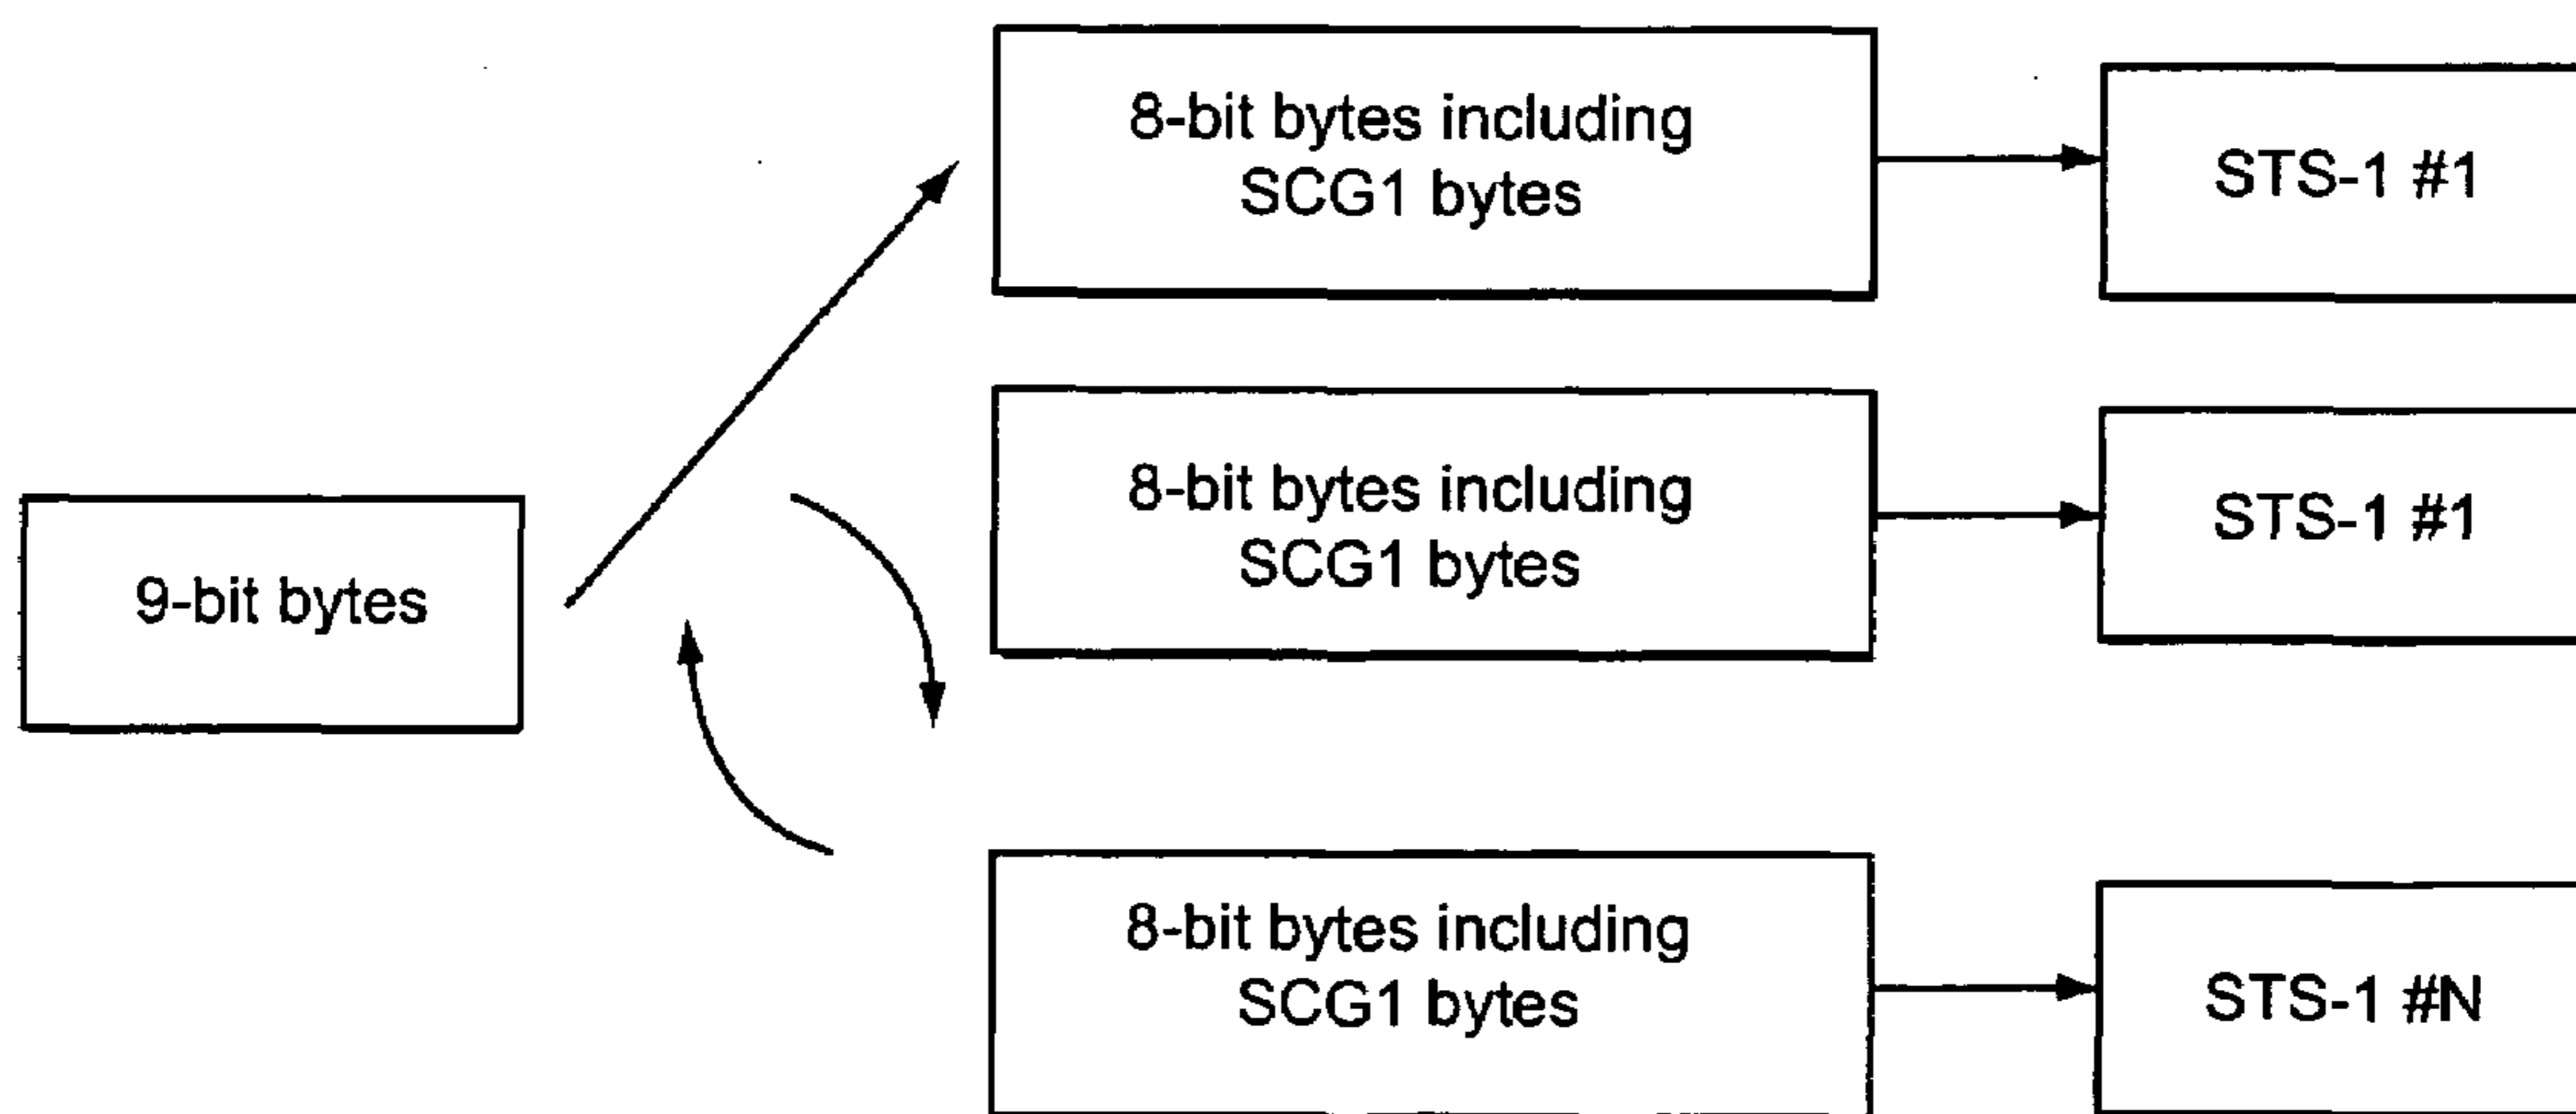 8-bit bytes including
SCG1 bytes
STS-1 #1
8-bit bytes including
SCG1 bytes
STS-1 #1
9-bit bytes
8-bit bytes including
SCG1 bytes
STS-1 #N